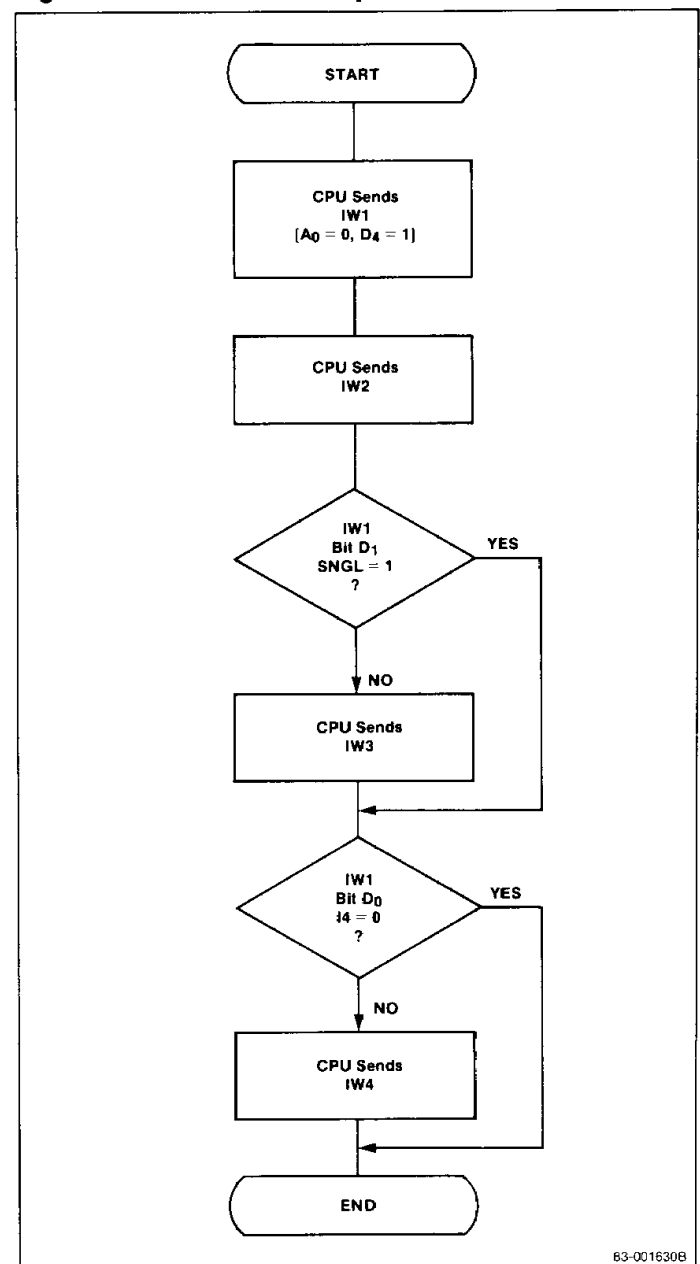 START
CPU Sends
IW1
[A0 = 0, D4 = 1]
CPU Sends
IW2
IW1
Bit D1
SNGL = 1
?
YES
NO
CPU Sends
IW3
IW1
Bit D0
I4 = 0
?
YES
NO
CPU Sends
IW4
END
83-001630B